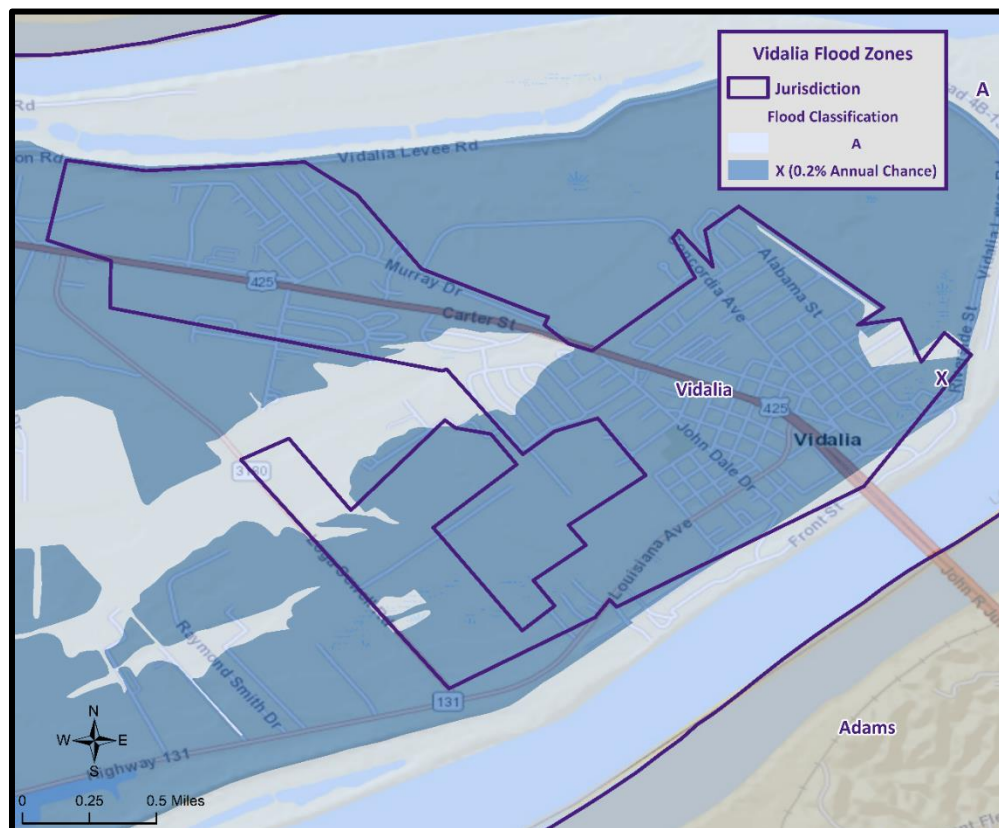 Vidalia Flood Zones
Jurisdiction
Flood Classification
A
X (0.2% Annual Chance)
A
Rd
Vidalia Levee Rd
425
Murray Dr
Carter St
Concordia Ave
Alabama St
X
Vidalia
425
Vidalia
John Dale Dr
3180
Louisiana Ave
Front St
Raymond Smith Dr
131
Highway 131
Adams
N
W E
S
0 0.25 0.5 Miles